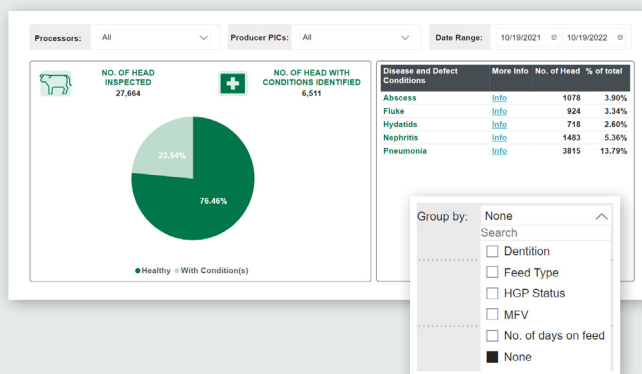 Processors: All Producer PICs: All Date Range: 10/19/2021 10/19/2022
NO. OF HEAD INSPECTED
27,664
NO. OF HEAD WITH CONDITIONS IDENTIFIED
6,511
23.54%
76.46%
Healthy With Condition(s)
Disease and Defect Conditions More Info No. of Head % of total
Abscess Info 1078 3.90%
Fluke Info 924 3.34%
Hydatids Info 718 2.60%
Nephritis Info 1483 5.36%
Pneumonia Info 3815 13.79%
Group by: None
Search
Dentition
Feed Type
HGP Status
MFV
No. of days on feed
None